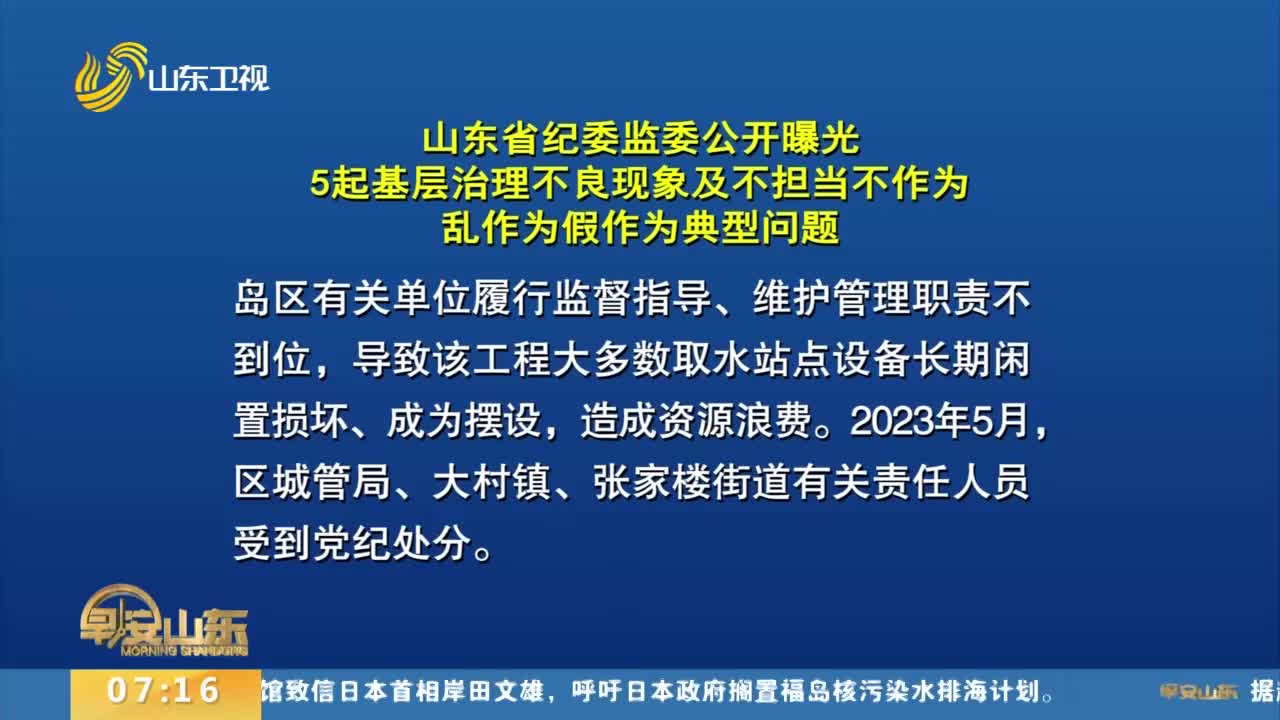 山东卫视
山东省纪委监委公开曝光
5起基层治理不良现象及不担当不作为
乱作为假作为典型问题
岛区有关单位履行监督指导、维护管理职责不
到位，导致该工程大多数取水站点设备长期闲
置损坏、成为摆设，造成资源浪费。2023年5月，
区城管局、大村镇、张家楼街道有关责任人员
受到党纪处分。
早安山东
MORNING SHANDONG
07:16
馆致信日本首相岸田文雄，呼吁日本政府搁置福岛核污染水排海计划。
早安山东
据